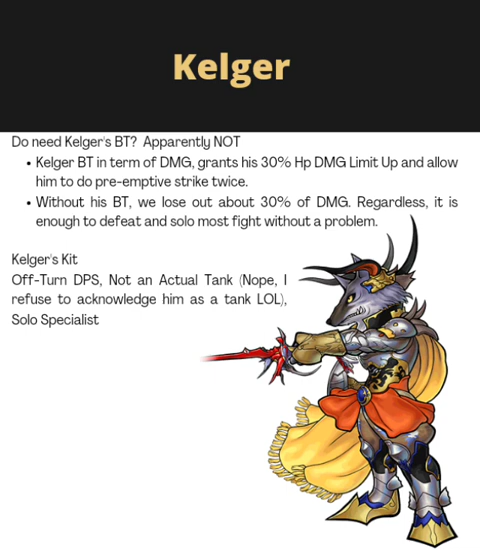 Kelger
Do need Kelger's BT? Apparently NOT
• Kelger BT in term of DMG, grants his 30% Hp DMG Limit Up and allow
him to do pre-emptive strike twice.
• Without his BT, we lose out about 30% of DMG. Regardless, it is
enough to defeat and solo most fight without a problem.
Kelger's Kit
Off-Turn DPS, Not an Actual Tank (Nope, I
refuse to acknowledge him as a tank LOL),
Solo Specialist